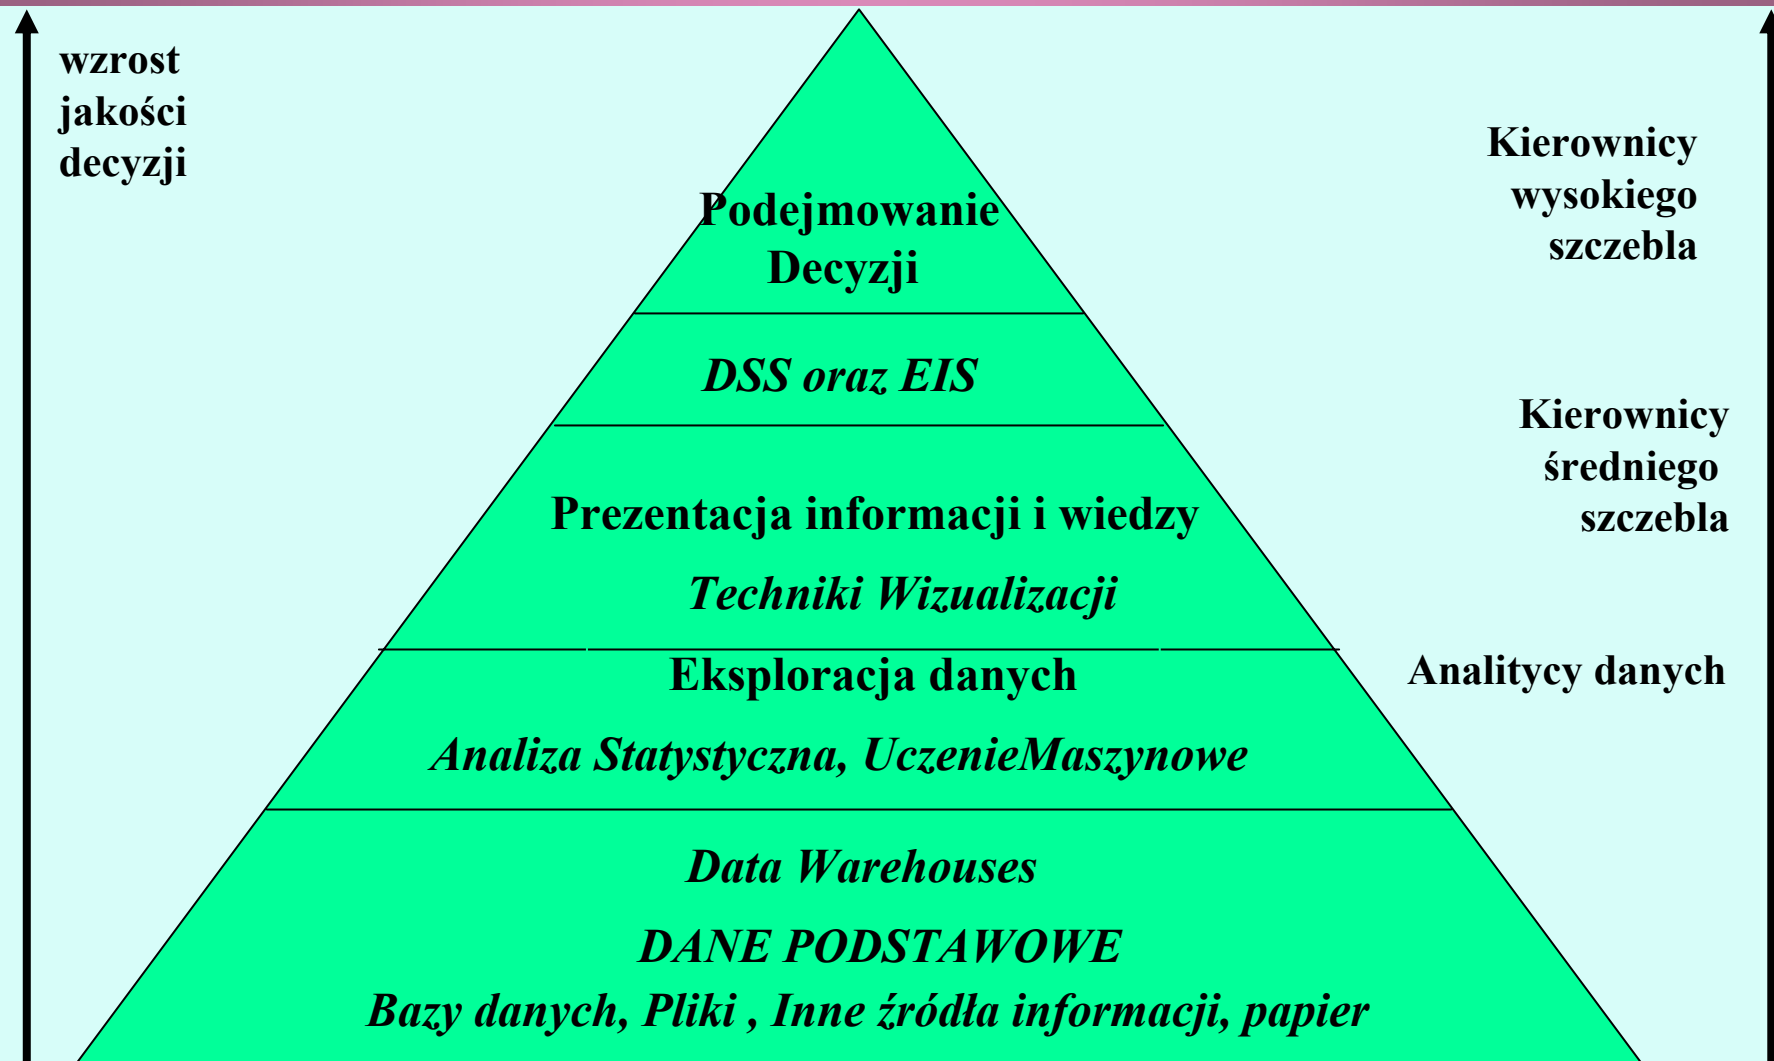 wzrost
jakości
decyzji
Kierownicy
wysokiego
szczebla
Podejmowanie
Decyzji
DSS oraz EIS
Kierownicy
średniego
szczebla
Prezentacja informacji i wiedzy
Techniki Wizualizacji
Eksploracja danych
Analitycy danych
Analiza Statystyczna, UczenieMaszynowe
Data Warehouses
DANE PODSTAWOWE
Bazy danych, Pliki , Inne źródła informacji, papier